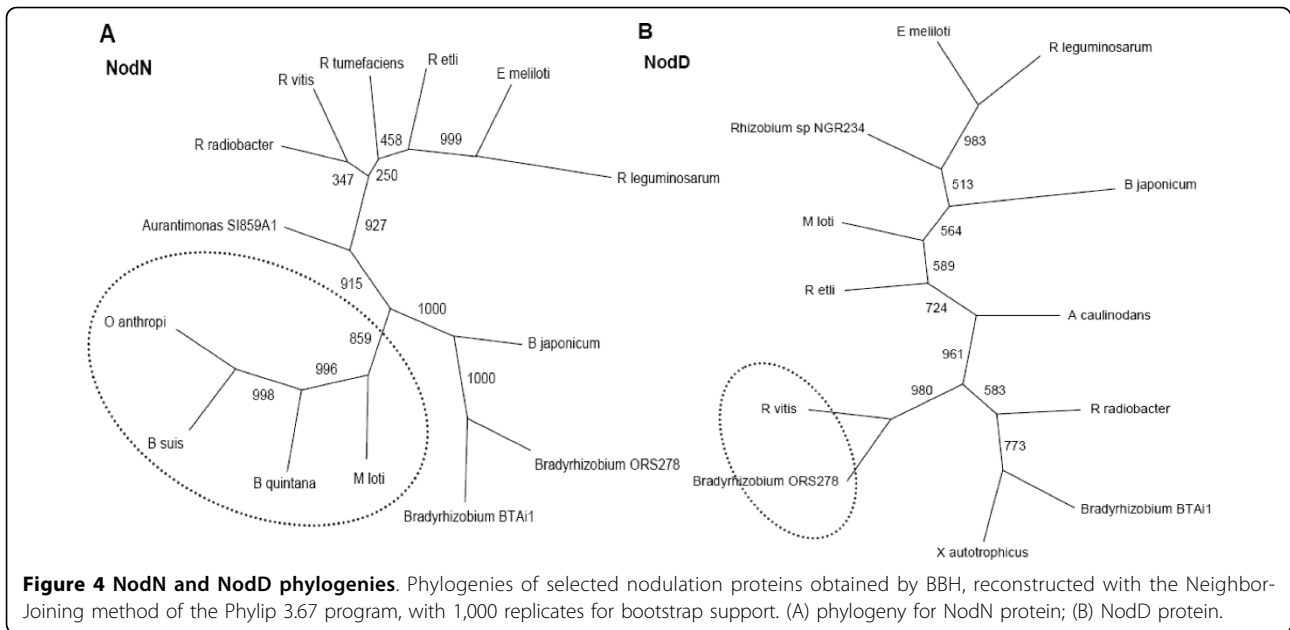 A
NodN
R tumefaciens
R etli
R vitis
E meliloti
R radiobacter
458
999
347
250
R leguminosarum
Aurantimonas SI859A1
927
915
1000
O anthropi
859
B japonicum
996
998
1000
B suis
B quintana
M loti
Bradyrhizobium ORS278
Bradyrhizobium BTAi1
B
NodD
E meliloti
R leguminosarum
Rhizobium sp NGR234
983
513
B japonicum
M loti
564
589
R etli
724
A caulinodans
961
980
583
R vitis
R radiobacter
773
Bradyrhizobium ORS278
Bradyrhizobium BTAi1
X autotrophicus
Figure 4 NodN and NodD phylogenies. Phylogenies of selected nodulation proteins obtained by BBH, reconstructed with the Neighbor-
Joining method of the Phylip 3.67 program, with 1,000 replicates for bootstrap support. (A) phylogeny for NodN protein; (B) NodD protein.